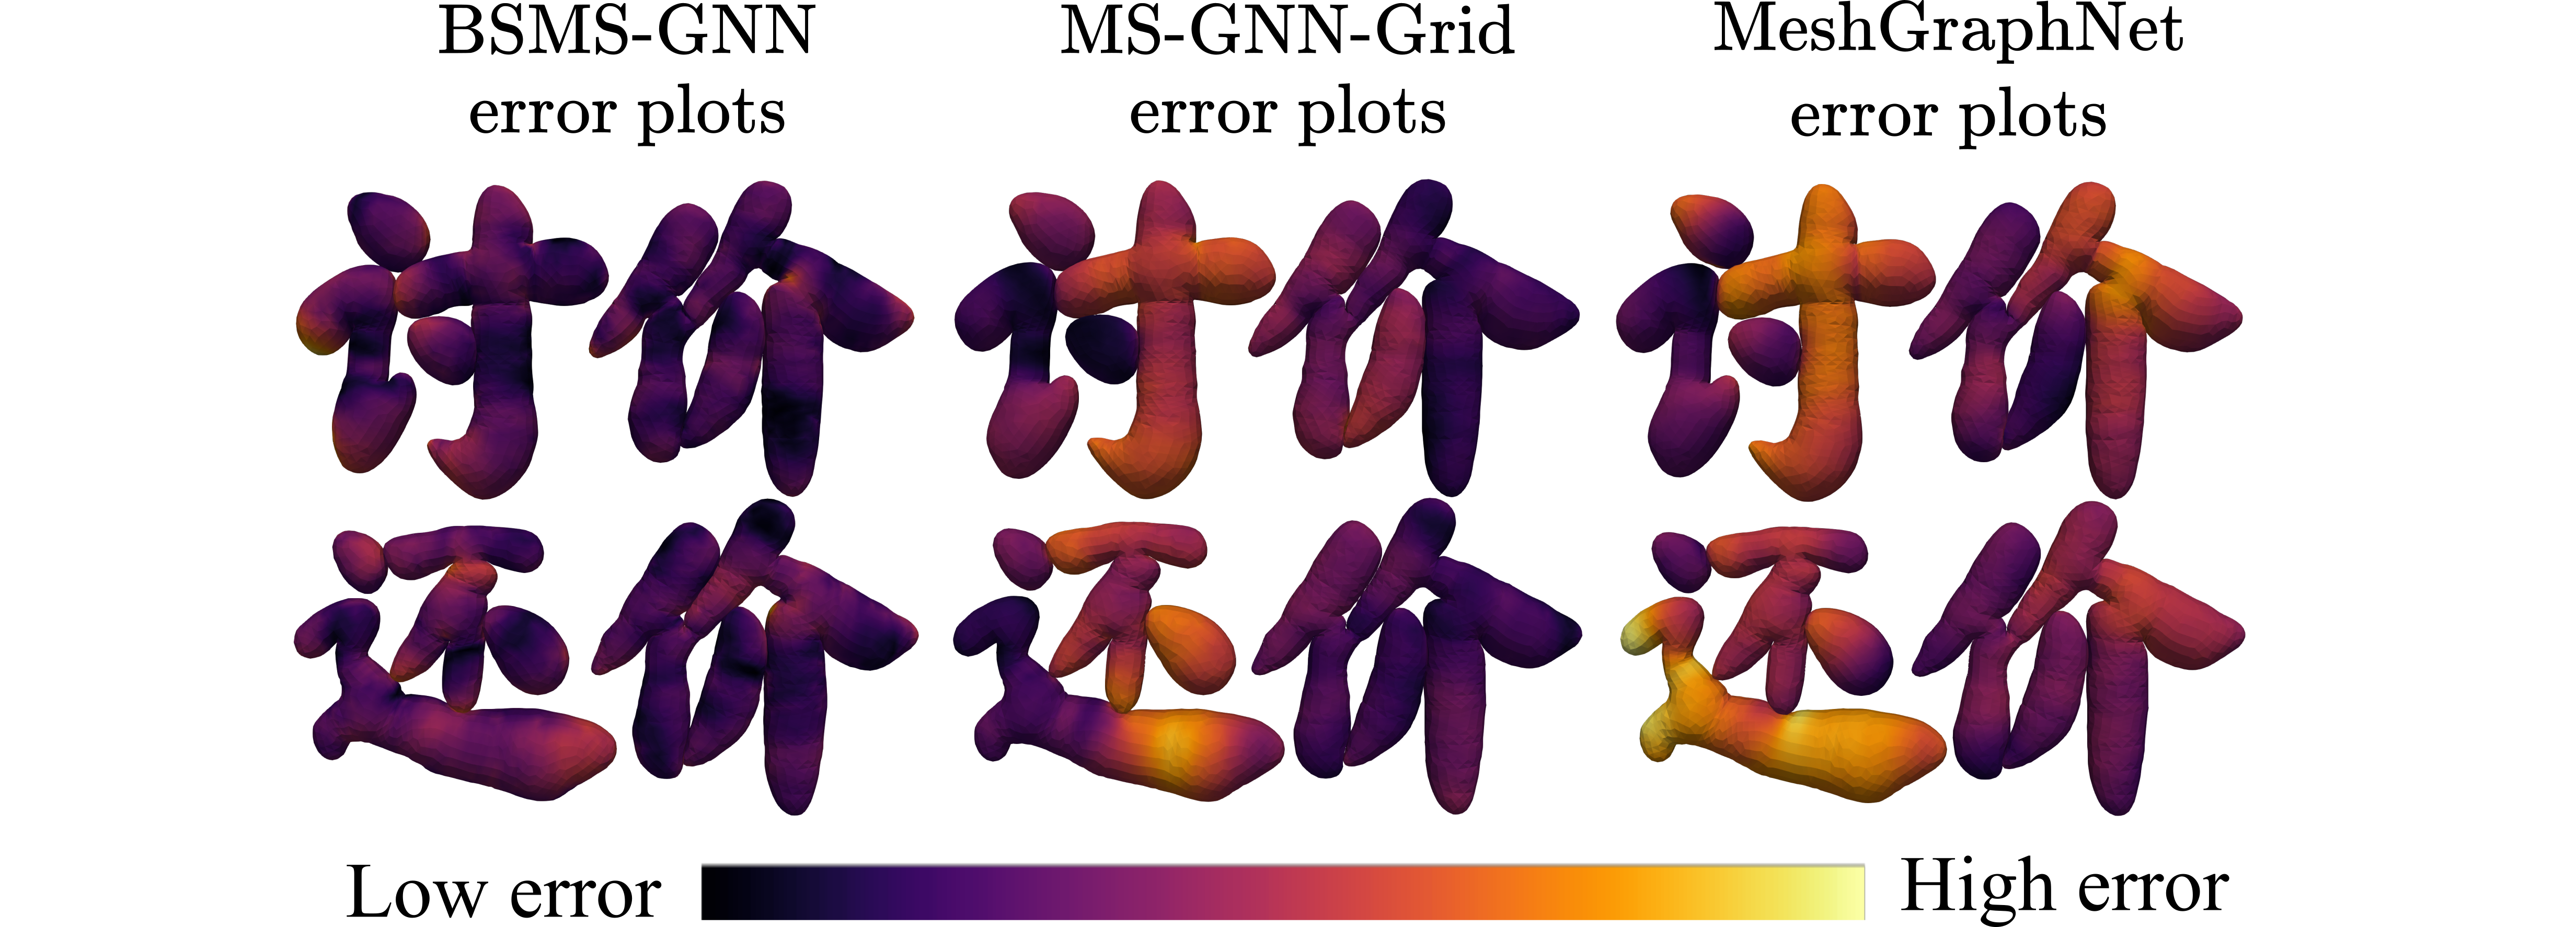 BSMS-GNN
error plots
MS-GNN-Grid
error plots
MeshGraphNet
error plots
讨价
还价
讨价
还价
讨价
还价
Low error
High error